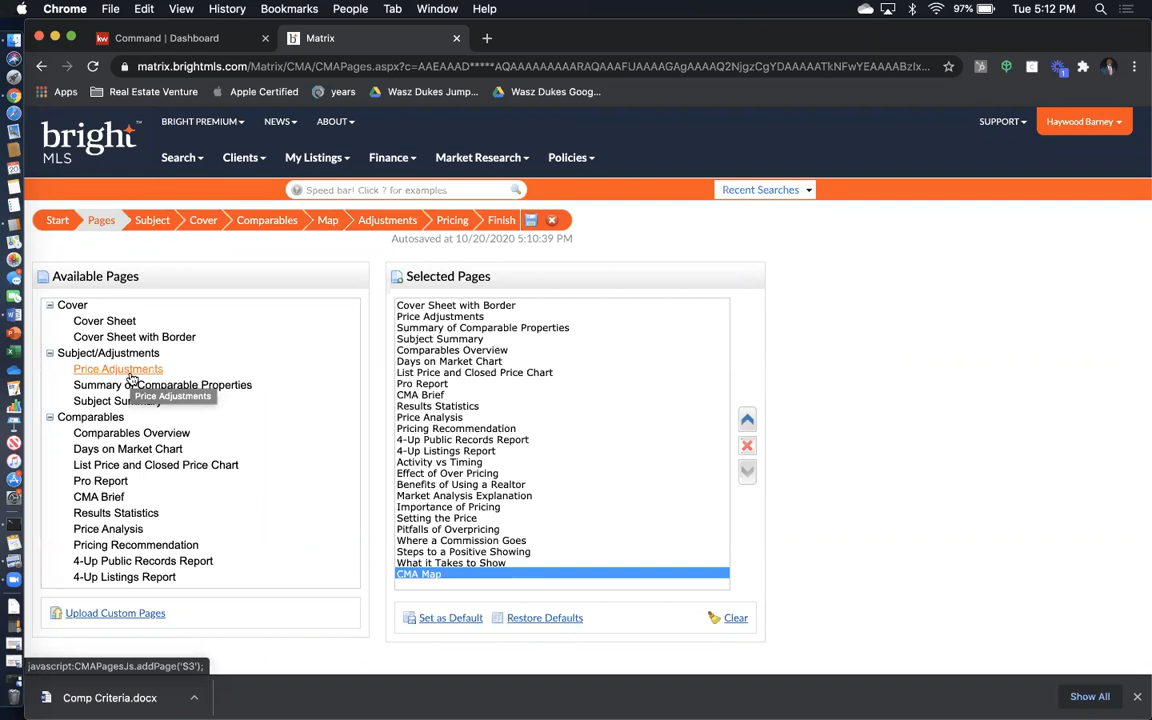 Chrome File Edit View History Bookmarks People Tab Window Help 97% Tue 5:12 PM
Command | Dashboard Matrix
matrix.brightmls.com/Matrix/CMA/CMAPages.aspx?c=
Apps Real Estate Venture Apple Certified years Wasz Dukes Jump... Wasz Dukes Goog...
BRIGHT PREMIUM NEWS ABOUT SUPPORT Haywood Barney
bright
MLS
Search Clients My Listings Finance Market Research Policies
Speed bar! Click ? for examples Recent Searches
Start Pages Subject Cover Comparables Map Adjustments Pricing Finish
Autosaved at 10/20/2020 5:10:39 PM
Available Pages
Cover
Cover Sheet
Cover Sheet with Border
Subject/Adjustments
Price Adjustments
Summary of Comparable Properties
Price Adjustments
Subject Summary
Comparables
Comparables Overview
Days on Market Chart
List Price and Closed Price Chart
Pro Report
CMA Brief
Results Statistics
Price Analysis
Pricing Recommendation
4-Up Public Records Report
4-Up Listings Report
Upload Custom Pages
Selected Pages
Cover Sheet with Border
Price Adjustments
Summary of Comparable Properties
Subject Summary
Comparables Overview
Days on Market Chart
List Price and Closed Price Chart
Pro Report
CMA Brief
Results Statistics
Price Analysis
Pricing Recommendation
4-Up Public Records Report
4-Up Listings Report
Activity vs Timing
Effect of Over Pricing
Benefits of Using a Realtor
Market Analysis Explanation
Importance of Pricing
Setting the Price
Pitfalls of Overpricing
Where a Commission Goes
Steps to a Positive Showing
What it Takes to Show
CMA Map
Set as Default Restore Defaults Clear
javascript:CMAPagesJs.addPage('S3');
Comp Criteria.docx Show All